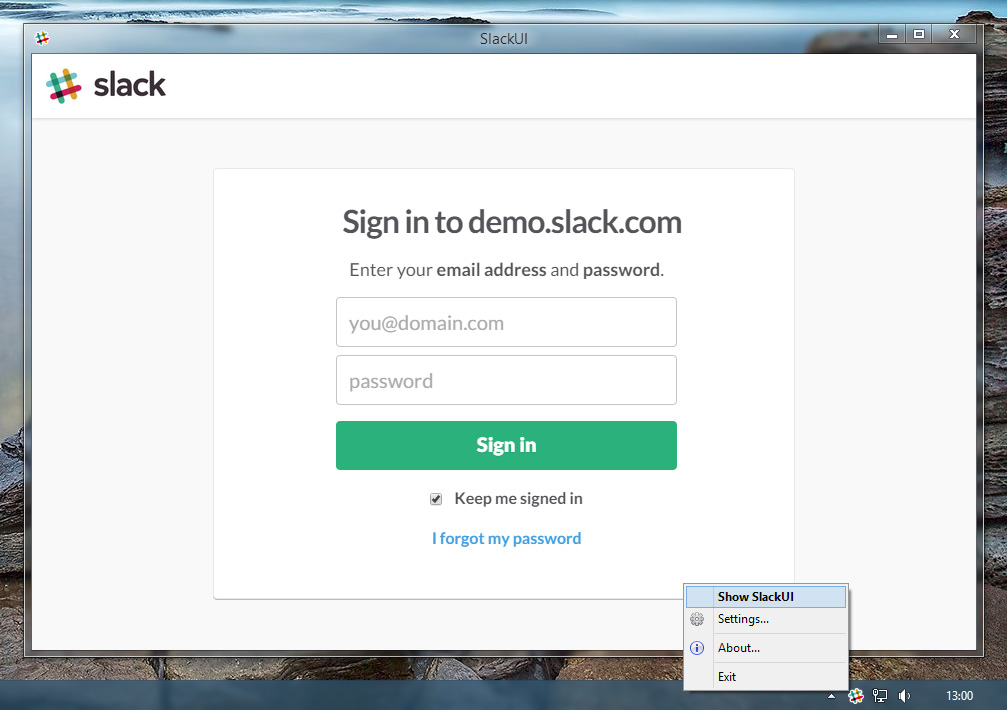 SlackUI
slack
Sign in to demo.slack.com
Enter your email address and password.
you@domain.com
password
Sign in
Keep me signed in
I forgot my password
Show SlackUI
Settings...
About...
Exit
13:00